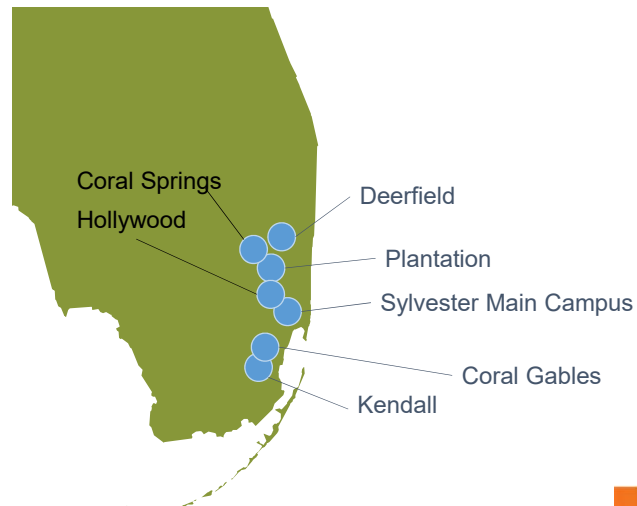 Coral Springs
Hollywood
Deerfield
Plantation
Sylvester Main Campus
Coral Gables
Kendall